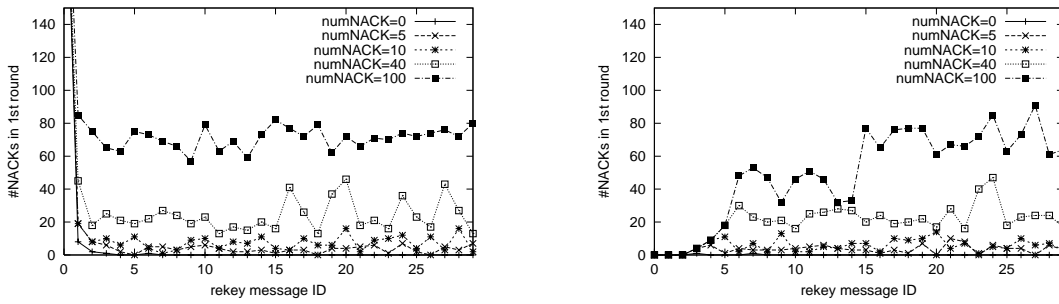 140
120
100
80
60
40
20
0
#NACKs in 1st round
numNACK=0
numNACK=5
numNACK=10
numNACK=40
numNACK=100
0 5 10 15 20 25
rekey message ID
140
120
100
80
60
40
20
0
#NACKs in 1st round
numNACK=0
numNACK=5
numNACK=10
numNACK=40
numNACK=100
0 5 10 15 20 25
rekey message ID